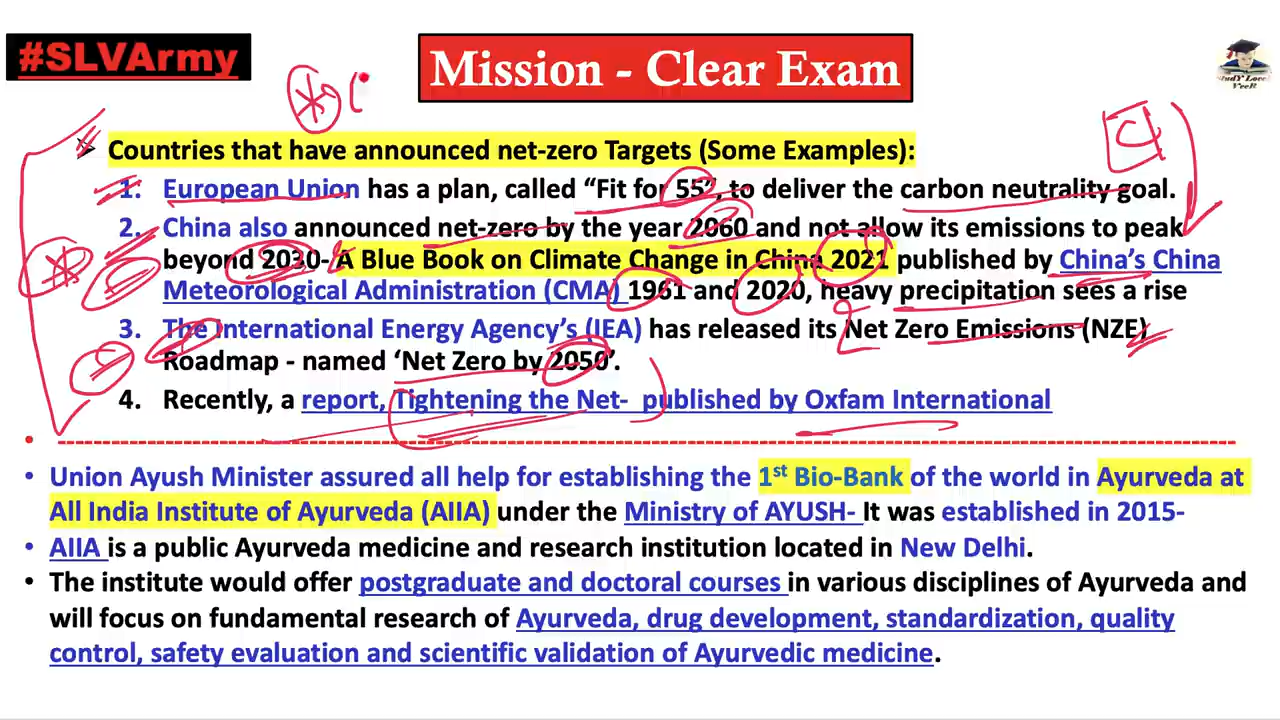 #SLVArmy
Mission - Clear Exam
StudY Lover
VeeR
Countries that have announced net-zero Targets (Some Examples):
1. European Union has a plan, called “Fit for 55”, to deliver the carbon neutrality goal.
2. China also announced net-zero by the year 2060 and not allow its emissions to peak
beyond 2030- A Blue Book on Climate Change in China 2021 published by China’s China
Meteorological Administration (CMA) 1961 and 2020, heavy precipitation sees a rise
3. The International Energy Agency’s (IEA) has released its Net Zero Emissions (NZE)
Roadmap - named ‘Net Zero by 2050’.
4. Recently, a report, Tightening the Net- published by Oxfam International
• Union Ayush Minister assured all help for establishing the 1st Bio-Bank of the world in Ayurveda at
All India Institute of Ayurveda (AIIA) under the Ministry of AYUSH- It was established in 2015-
• AIIA is a public Ayurveda medicine and research institution located in New Delhi.
• The institute would offer postgraduate and doctoral courses in various disciplines of Ayurveda and
will focus on fundamental research of Ayurveda, drug development, standardization, quality
control, safety evaluation and scientific validation of Ayurvedic medicine.